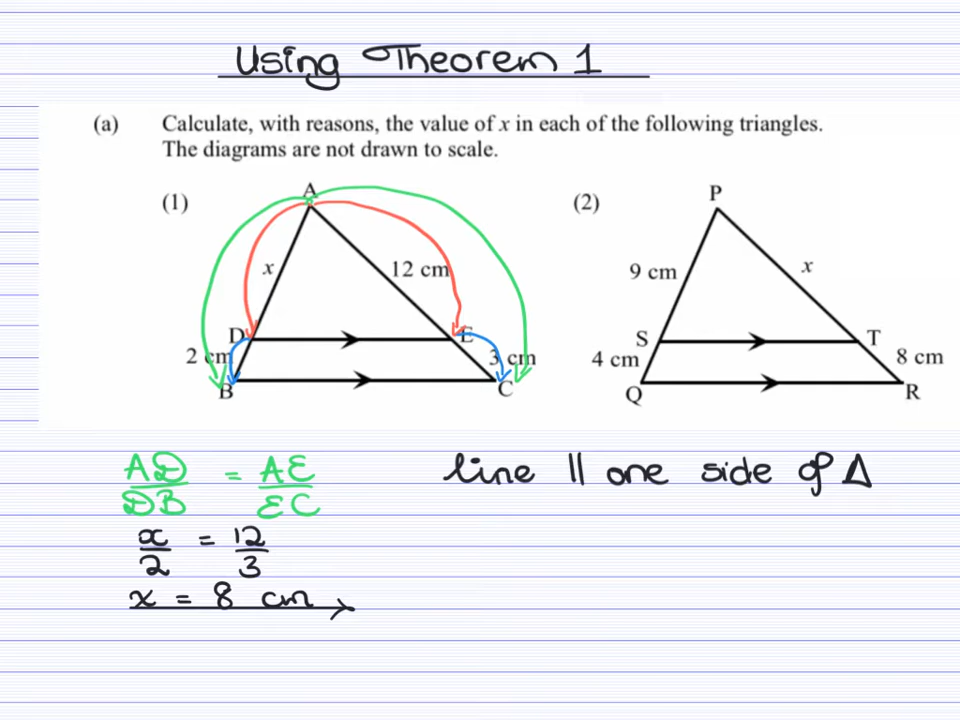 Using Theorem 1
(a) Calculate, with reasons, the value of x in each of the following triangles.
The diagrams are not drawn to scale.
(1) A (2) P
x 12 cm 9 cm x
D E S T
2 cm 3 cm 4 cm 8 cm
B C Q R
AD/DB = AE/EC line || one side of Δ
x/2 = 12/3
x = 8 cm